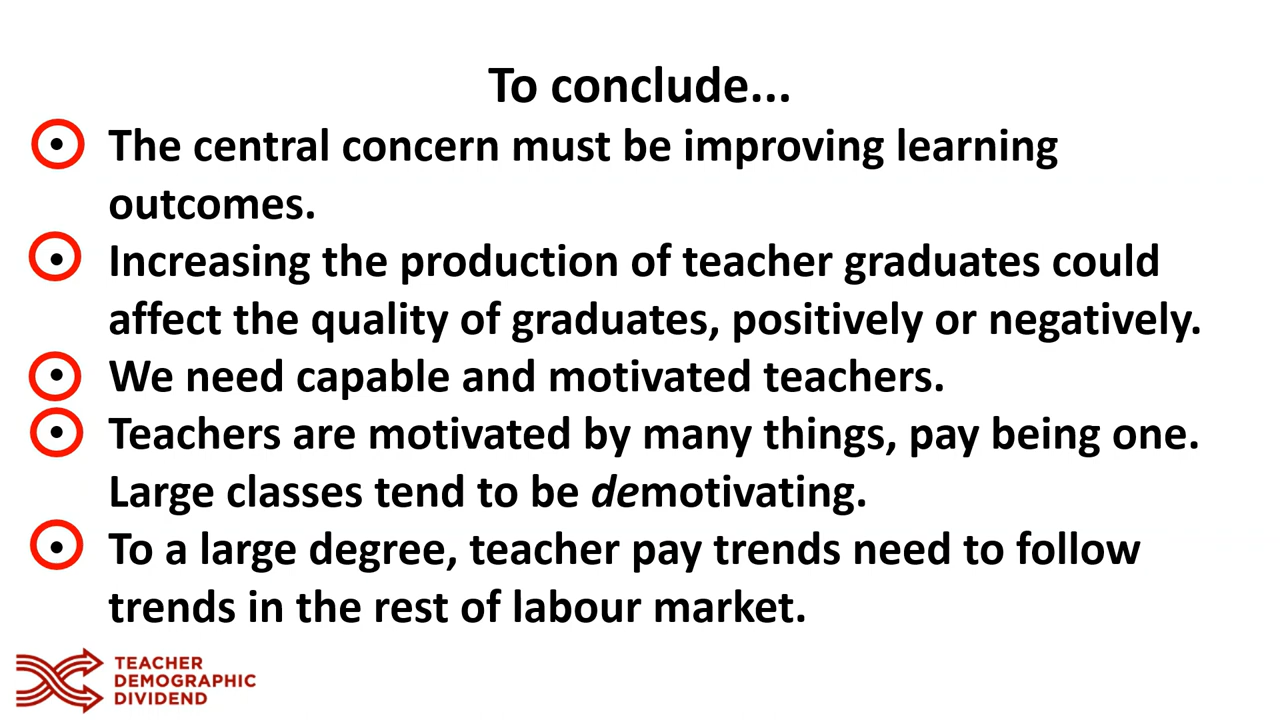 To conclude...
• The central concern must be improving learning
outcomes.
• Increasing the production of teacher graduates could
affect the quality of graduates, positively or negatively.
• We need capable and motivated teachers.
• Teachers are motivated by many things, pay being one.
Large classes tend to be demotivating.
• To a large degree, teacher pay trends need to follow
trends in the rest of labour market.
TEACHER
DEMOGRAPHIC
DIVIDEND